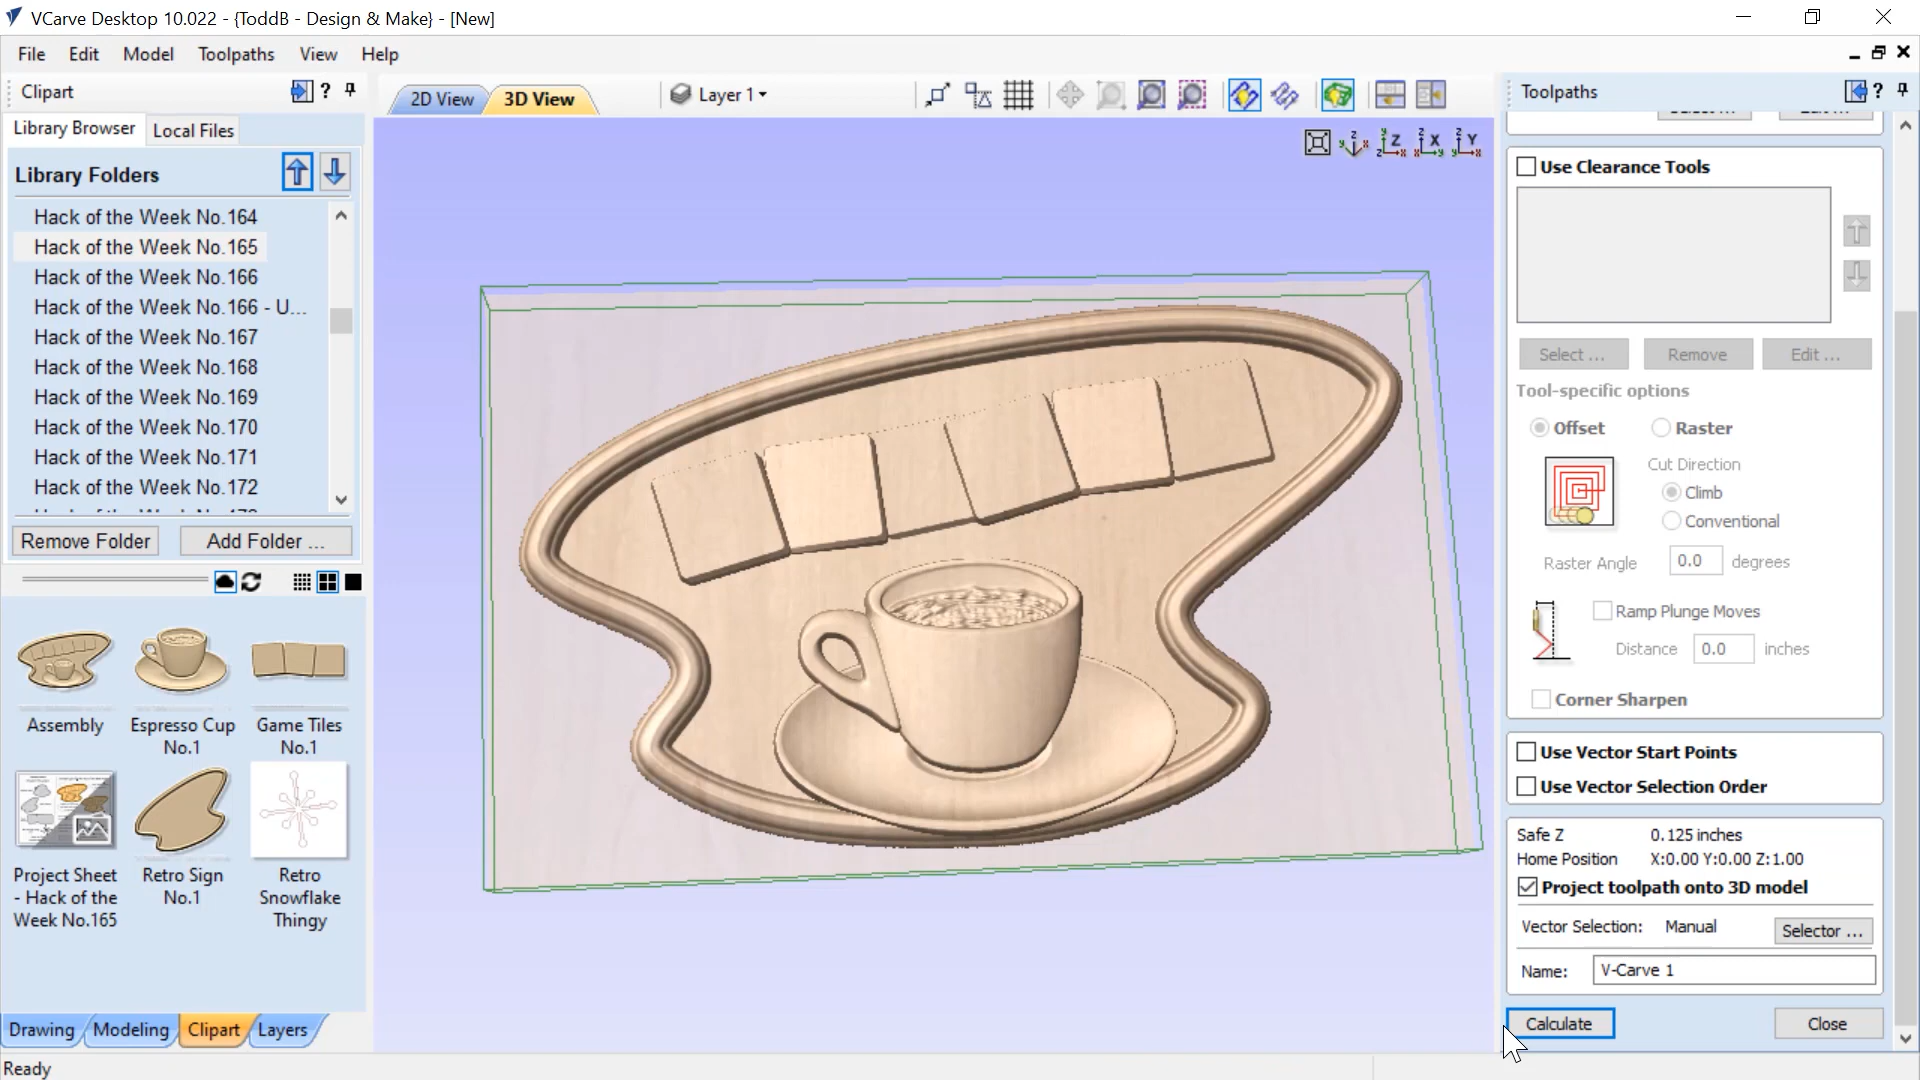 VCarve Desktop 10.022 - {ToddB - Design & Make} - [New]
File Edit Model Toolpaths View Help
Clipart
Library Browser Local Files
Library Folders
Hack of the Week No.164
Hack of the Week No.165
Hack of the Week No.166
Hack of the Week No.166 - U...
Hack of the Week No.167
Hack of the Week No.168
Hack of the Week No.169
Hack of the Week No.170
Hack of the Week No.171
Hack of the Week No.172
Remove Folder Add Folder ...
Assembly
Espresso Cup
No.1
Game Tiles
No.1
Project Sheet
- Hack of the
Week No.165
Retro Sign
No.1
Retro
Snowflake
Thingy
Drawing Modeling Clipart Layers
Ready
2D View 3D View Layer 1
Toolpaths
Use Clearance Tools
Select ... Remove Edit ...
Tool-specific options
Offset Raster
Cut Direction
Climb
Conventional
Raster Angle 0.0 degrees
Ramp Plunge Moves
Distance 0.0 inches
Corner Sharpen
Use Vector Start Points
Use Vector Selection Order
Safe Z 0.125 inches
Home Position X:0.00 Y:0.00 Z:1.00
Project toolpath onto 3D model
Vector Selection: Manual Selector ...
Name: V-Carve 1
Calculate Close